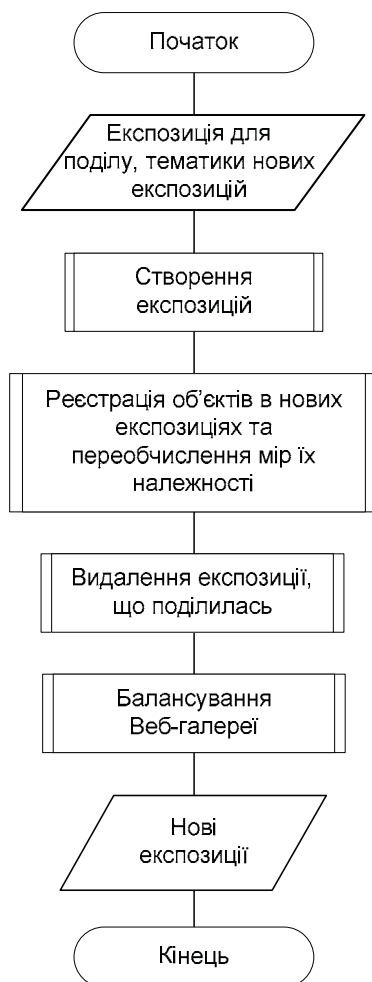 Початок
Експозиція для
поділу, тематики нових
експозицій
Створення
експозицій
Реєстрація об’єктів в нових
експозиціях та
переобчислення мір їх
належності
Видалення експозиції,
що поділилась
Балансування
Веб-галереї
Нові
експозиції
Кінець